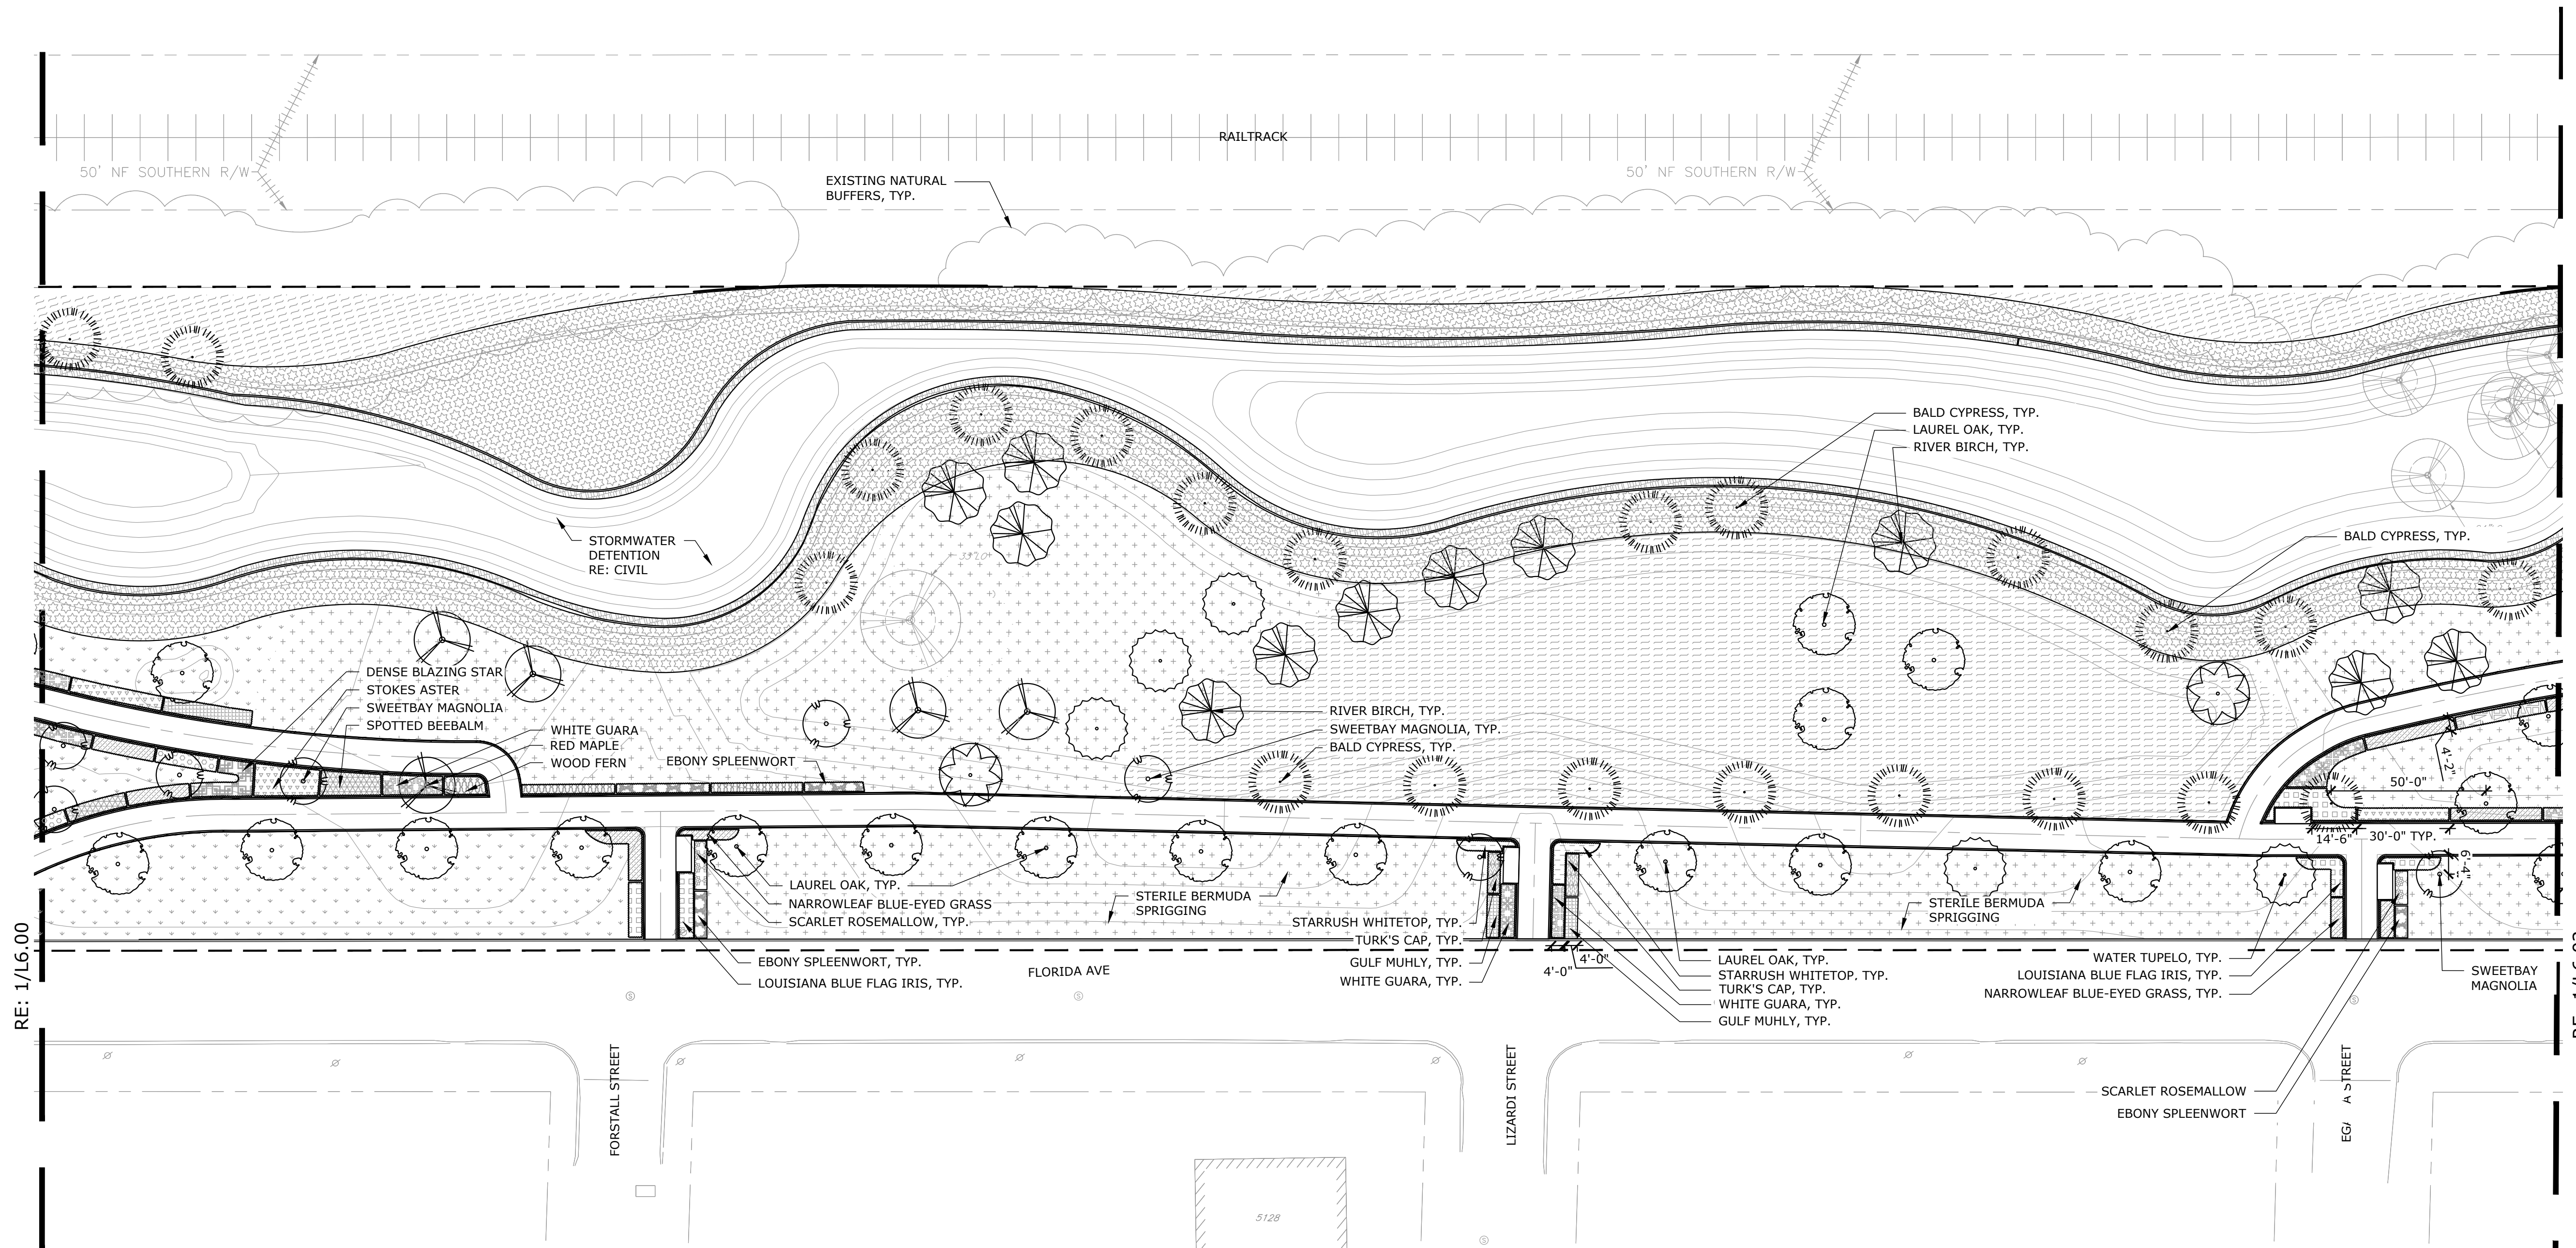 RAILTRACK
50' NF SOUTHERN R/W
50' NF SOUTHERN R/W
EXISTING NATURAL
BUFFERS, TYP.
BALD CYPRESS, TYP.
LAUREL OAK, TYP.
RIVER BIRCH, TYP.
BALD CYPRESS, TYP.
STORMWATER
DETENTION
RE: CIVIL
DENSE BLAZING STAR
STOKES ASTER
SWEETBAY MAGNOLIA
SPOTTED BEEBALM
WHITE GUARA
RED MAPLE
WOOD FERN
EBONY SPLEENWORT
RIVER BIRCH, TYP.
SWEETBAY MAGNOLIA, TYP.
BALD CYPRESS, TYP.
4'-2"
50'-0"
14'-6"
30'-0" TYP.
6'-4"
LAUREL OAK, TYP.
NARROWLEAF BLUE-EYED GRASS
SCARLET ROSEMALLOW, TYP.
STERILE BERMUDA
SPRIGGING
STARRUSH WHITETOP, TYP.
TURK'S CAP, TYP.
GULF MUHLY, TYP.
WHITE GUARA, TYP.
STERILE BERMUDA
SPRIGGING
EBONY SPLEENWORT, TYP.
LOUISIANA BLUE FLAG IRIS, TYP.
FLORIDA AVE
4'-0"
4'-0"
LAUREL OAK, TYP.
STARRUSH WHITETOP, TYP.
TURK'S CAP, TYP.
WHITE GUARA, TYP.
GULF MUHLY, TYP.
WATER TUPELO, TYP.
LOUISIANA BLUE FLAG IRIS, TYP.
NARROWLEAF BLUE-EYED GRASS, TYP.
SWEETBAY
MAGNOLIA
RE: 1/L6.00
FORSTALL STREET
LIZARDI STREET
STREET
SCARLET ROSEMALLOW
EBONY SPLEENWORT
5128